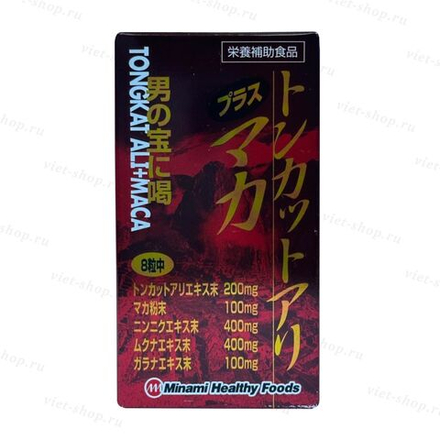 栄養補助食品
トンカットアリ
プラス
マカ
男の宝に喝
TONGKAT ALI+MACA
8粒中
トンカットアリエキス末 200mg
マカ粉末 100mg
ニンニクエキス末 400mg
ムクナエキス末 400mg
ガラナエキス末 100mg
Minami Healthy Foods
viet-shop.ru